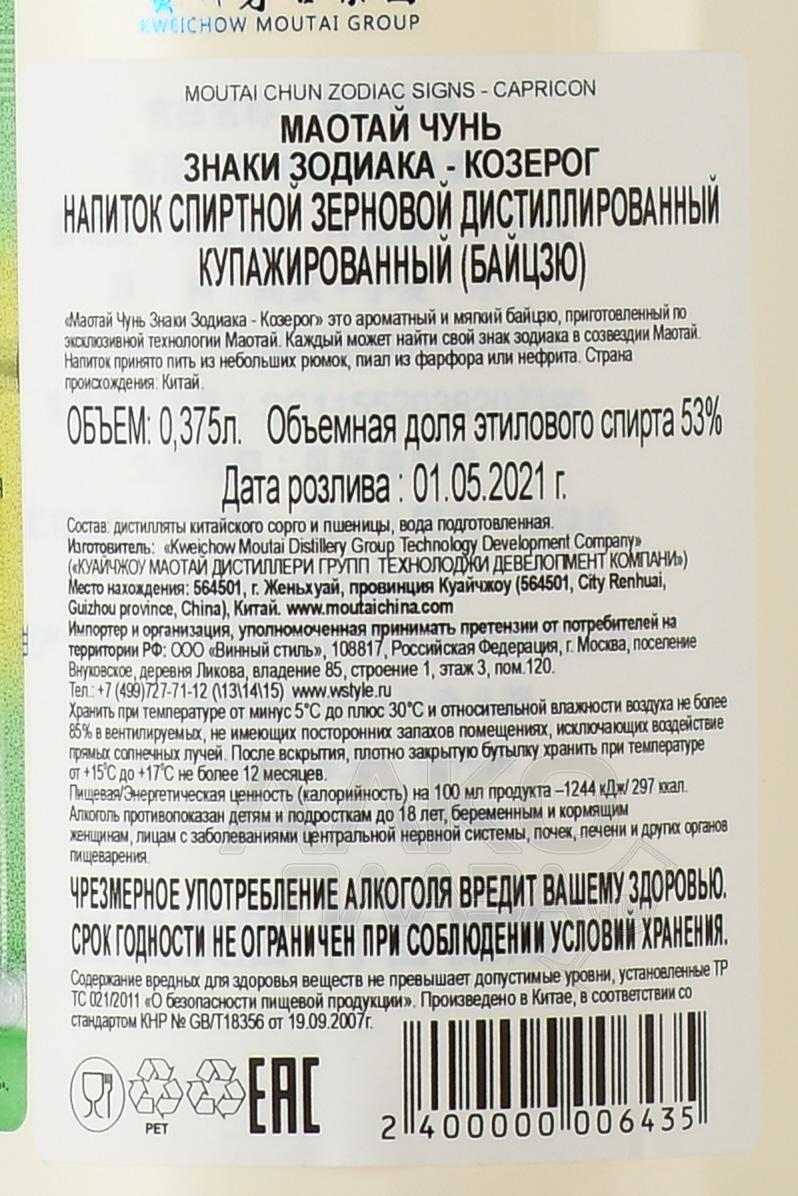 KWEICHOW MOUTAI GROUP
MOUTAI CHUN ZODIAC SIGNS - CAPRICON
МАОТАЙ ЧУНЬ
ЗНАКИ ЗОДИАКА - КОЗЕРОГ
НАПИТОК СПИРТНОЙ ЗЕРНОВОЙ ДИСТИЛЛИРОВАННЫЙ
КУПАЖИРОВАННЫЙ (БАЙЦЗЮ)
«Маотай Чунь Знаки Зодиака - Козерог» это ароматный и мягкий байцзю, приготовленный по
эксклюзивной технологии Маотай. Каждый может найти свой знак зодиака в созвездии Маотай.
Напиток принято пить из небольших рюмок, пиал из фарфора или нефрита. Страна
происхождения: Китай.
ОБЪЕМ: 0,375л. Объемная доля этилового спирта 53%
Дата розлива : 01.05.2021 г.
Состав: дистилляты китайского сорго и пшеницы, вода подготовленная.
Изготовитель: «Kweichow Moutai Distillery Group Technology Development Company»
(«КУАЙЧЖОУ МАОТАЙ ДИСТИЛЛЕРИ ГРУПП ТЕХНОЛОДЖИ ДЕВЕЛОПМЕНТ КОМПАНИ»)
Место нахождения: 564501, г. Женьхуай, провинция Куайчжоу (564501, City Renhuai,
Guizhou province, China), Китай. www.moutaichina.com
Импортер и организация, уполномоченная принимать претензии от потребителей на
территории РФ: ООО «Винный стиль», 108817, Российская Федерация, г. Москва, поселение
Внуковское, деревня Ликова, владение 85, строение 1, этаж 3, пом.120.
Тел.: +7 (499)727-71-12 (\13\14\15) www.wstyle.ru
Хранить при температуре от минус 5°C до плюс 30°C и относительной влажности воздуха не более
85% в вентилируемых, не имеющих посторонних запахов помещениях, исключающих воздействие
прямых солнечных лучей. После вскрытия, плотно закрытую бутылку хранить при температуре
от +15°C до +17°C не более 12 месяцев.
Пищевая/Энергетическая ценность (калорийность) на 100 мл продукта –1244 кДж/ 297 ккал.
Алкоголь противопоказан детям и подросткам до 18 лет, беременным и кормящим
женщинам, лицам с заболеваниями центральной нервной системы, почек, печени и других органов
пищеварения.
ЧРЕЗМЕРНОЕ УПОТРЕБЛЕНИЕ АЛКОГОЛЯ ВРЕДИТ ВАШЕМУ ЗДОРОВЬЮ.
СРОК ГОДНОСТИ НЕ ОГРАНИЧЕН ПРИ СОБЛЮДЕНИИ УСЛОВИЙ ХРАНЕНИЯ.
Содержание вредных для здоровья веществ не превышает допустимые уровни, установленные ТР
ТС 021/2011 «О безопасности пищевой продукции». Произведено в Китае, в соответствии со
стандартом КНР № GB/T18356 от 19.09.2007г.
PET
EAC
2 400000 006435